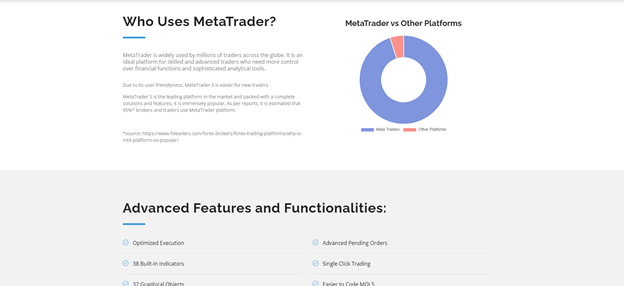 Who Uses MetaTrader?
MetaTrader is widely used by millions of traders across the globe. It is an
ideal platform for skilled and advanced traders who need more control
over financial functions and sophisticated analytical tools.
Due to its user-friendlyness, MetaTrader 5 is easier for new traders.
MetaTrader 5 is the leading platform in the market and packed with a complete
solutions and features, it is immensely popular. As per reports, it is estimated that
95%* brokers and traders use MetaTrader platform.
*source: https://www.fxleaders.com/forex-brokers/forex-trading-platforms/why-is-
mt4-platform-so-popular/
MetaTrader vs Other Platforms
Meta Traders Other Platforms
Advanced Features and Functionalities:
Optimized Execution
Advanced Pending Orders
38 Built-in Indicators
Single Click Trading
37 Graphical Objects
Easier to Code MQL5